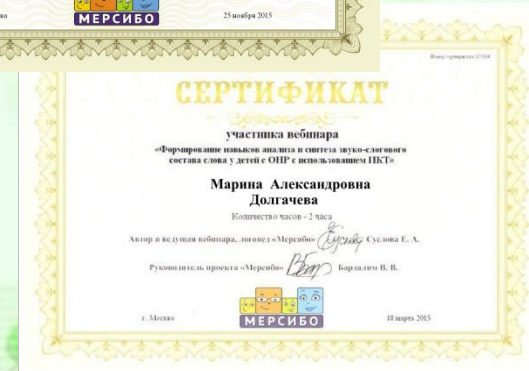 МЕРСИБО
25 ноября 2015
СЕРТИФИКАТ
участника вебинара
«Формирование навыков анализа и синтеза звуко-слогового
состава слова у детей с ОНР с использованием ИКТ»
Марина Александровна
Долгачева
Количество часов - 2 часа
Автор и ведущая вебинара, логопед «Мерсибо» Суслова Е. А.
Руководитель проекта «Мерсибо»
г. Москва
МЕРСИБО
18 марта 2015